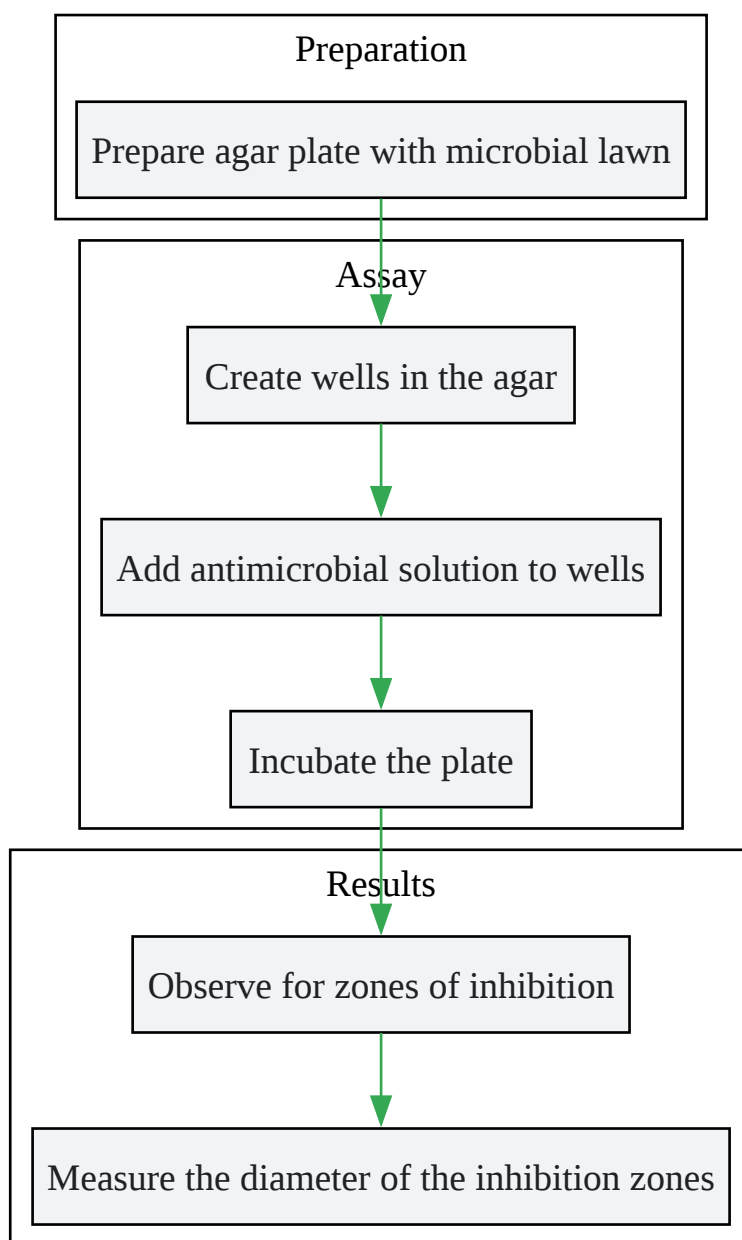 Preparation
Prepare agar plate with microbial lawn
Assay
Create wells in the agar
Add antimicrobial solution to wells
Incubate the plate
Results
Observe for zones of inhibition
Measure the diameter of the inhibition zones